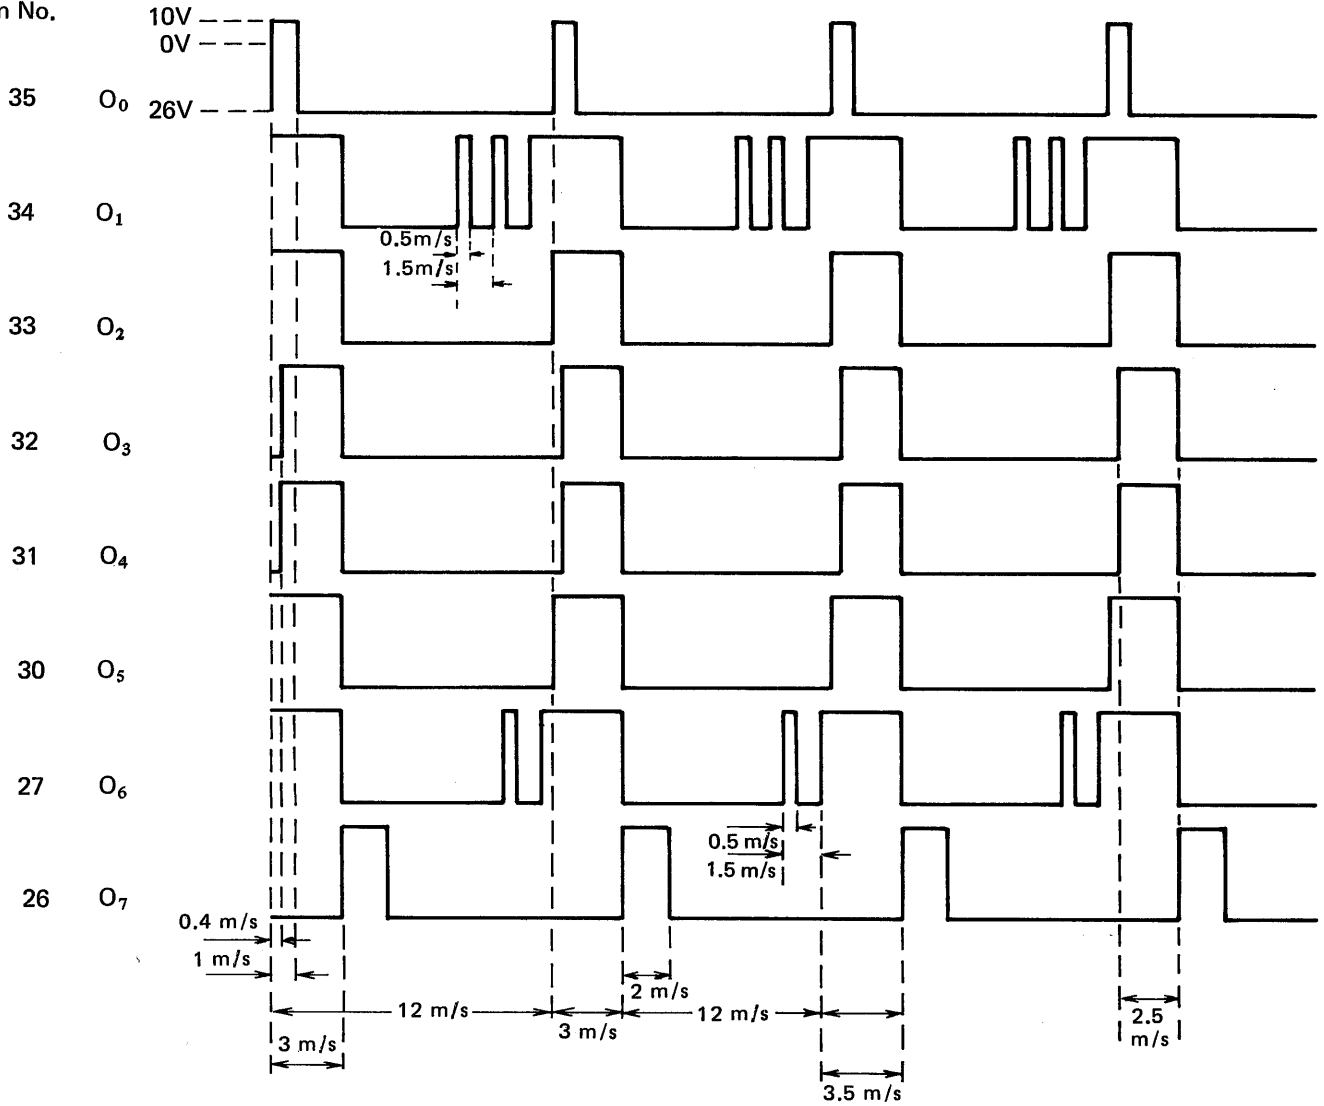 n No.
10V
0V
26V
35 O₀
34 O₁
0.5m/s
1.5m/s
33 O₂
32 O₃
31 O₄
30 O₅
27 O₆
0.5 m/s
1.5 m/s
26 O₇
0.4 m/s
1 m/s
2 m/s
12 m/s
12 m/s
3 m/s
2.5
m/s
3 m/s
3.5 m/s